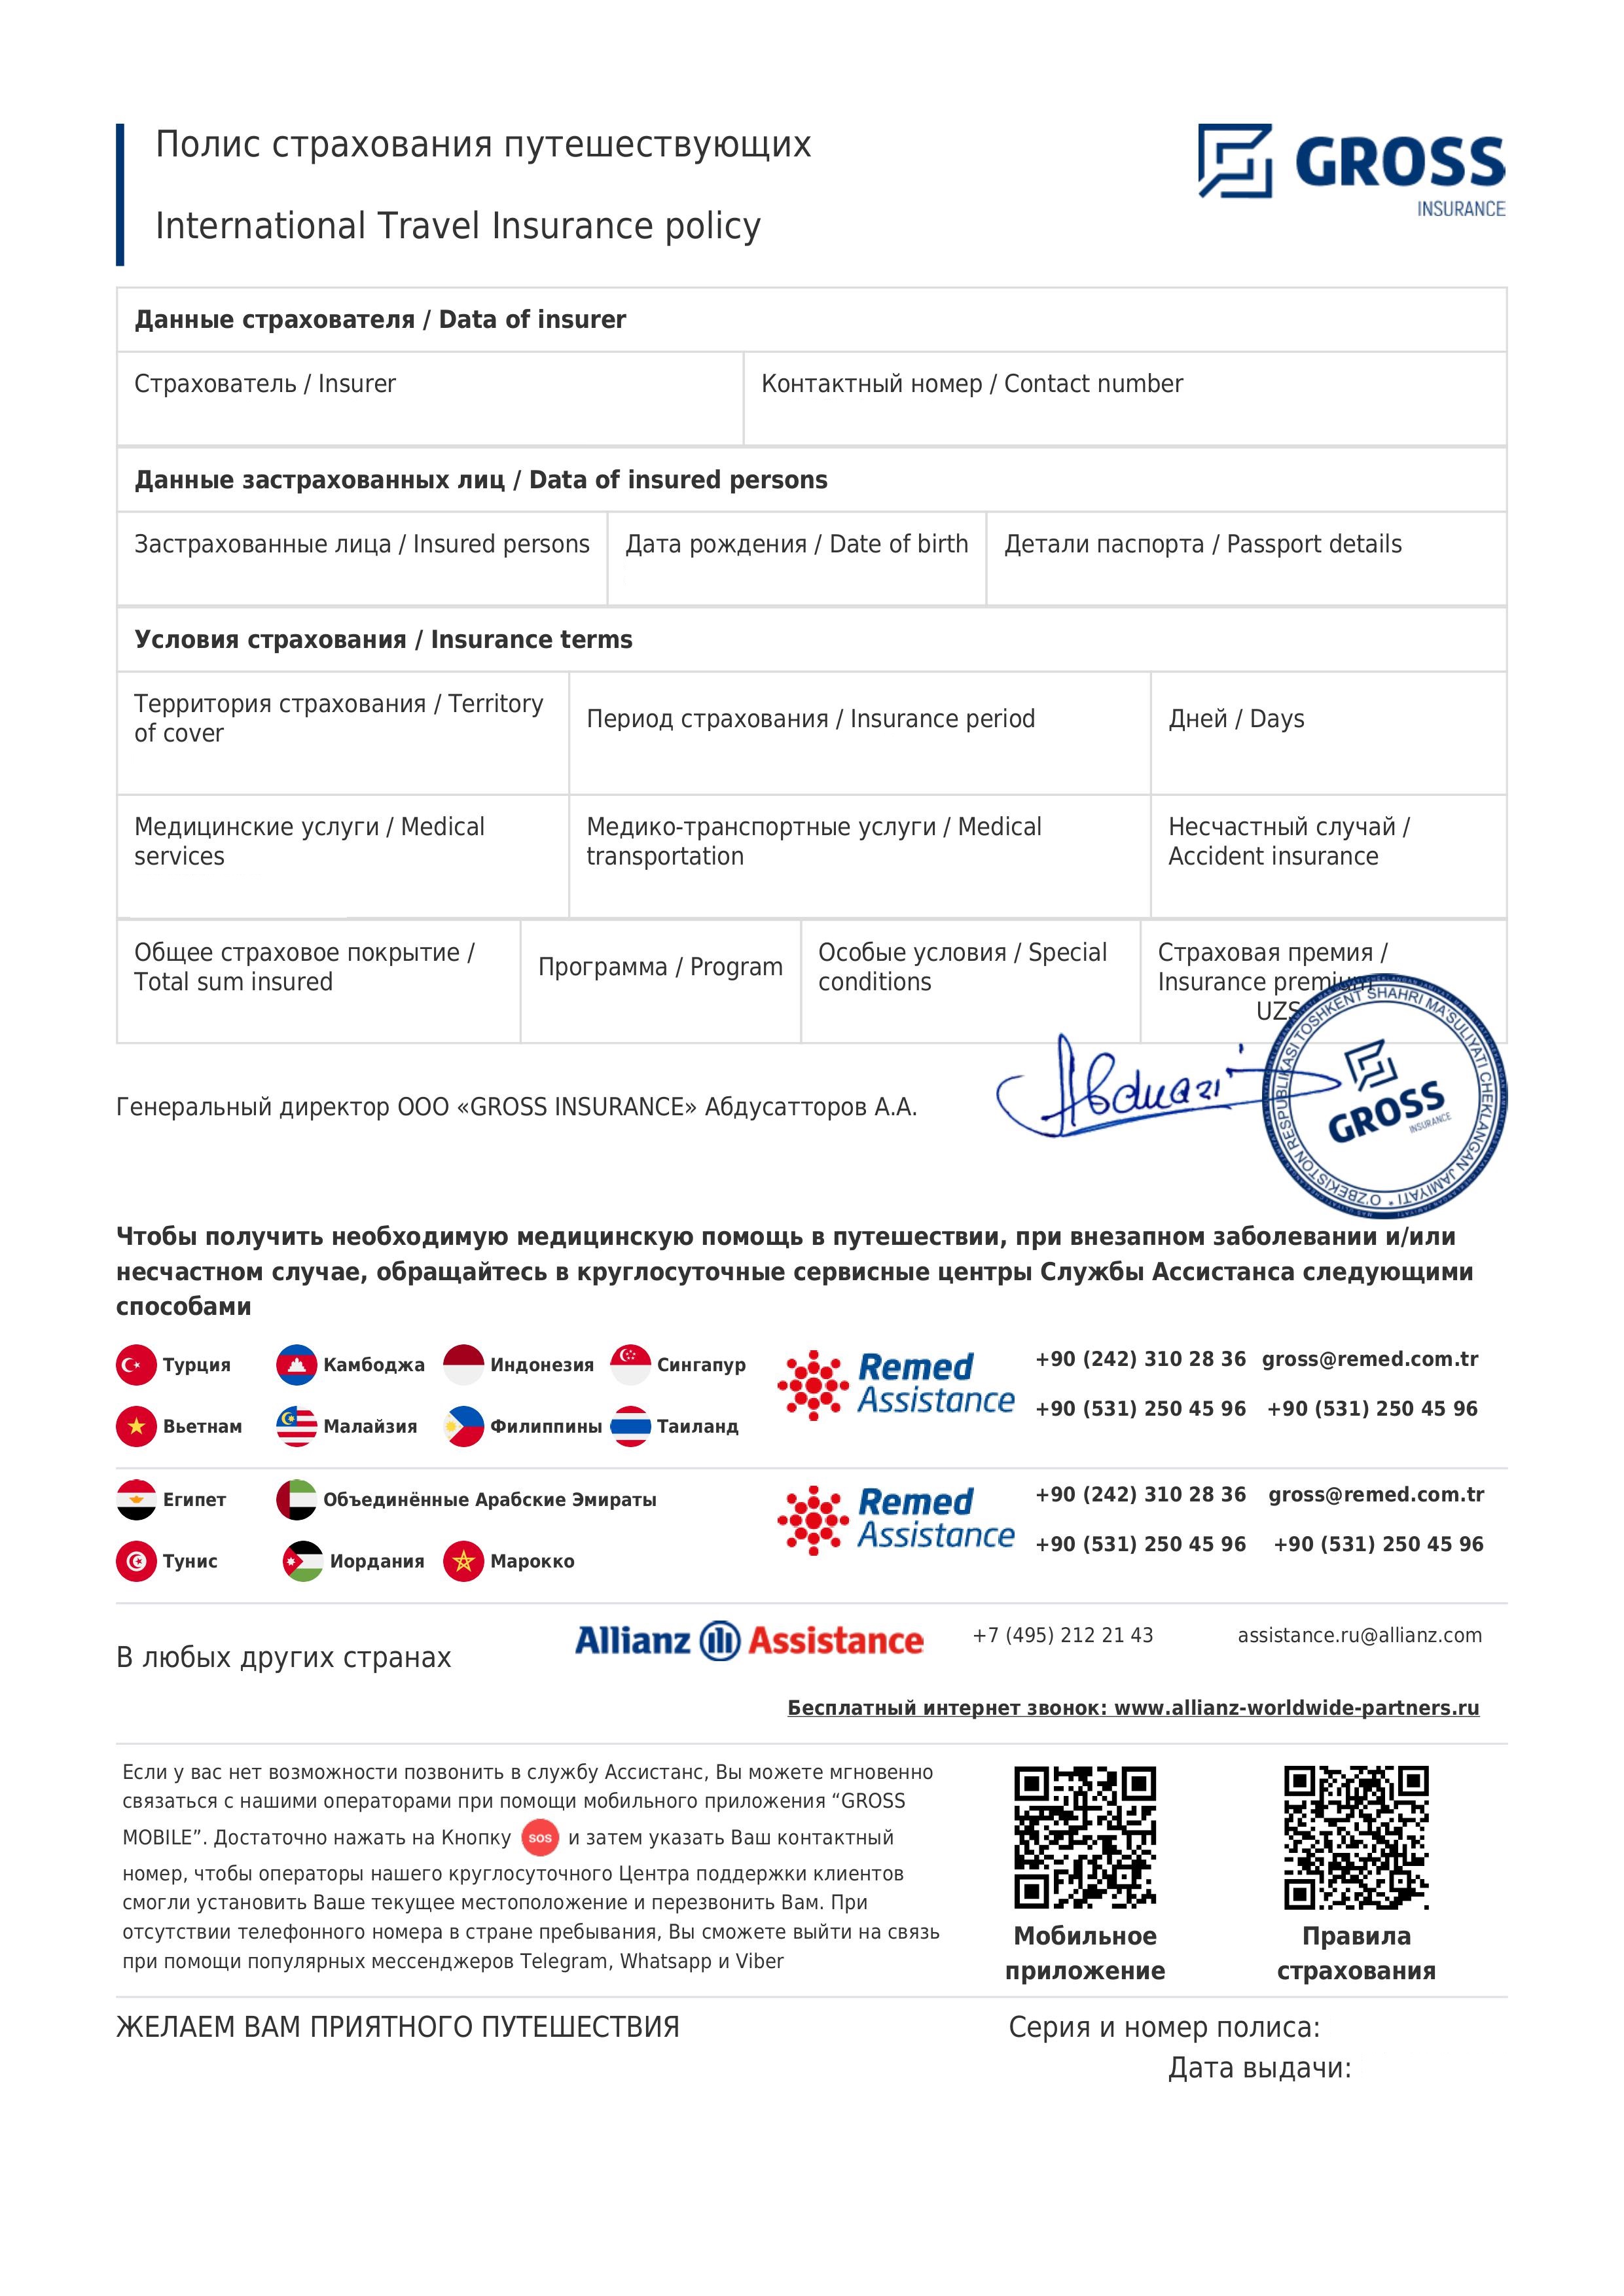 Полис страхования путешествующих
International Travel Insurance policy
GROSS
INSURANCE
Данные страхователя / Data of insurer
Страхователь / Insurer
Контактный номер / Contact number
Данные застрахованных лиц / Data of insured persons
Застрахованные лица / Insured persons
Дата рождения / Date of birth
Детали паспорта / Passport details
Условия страхования / Insurance terms
Территория страхования / Territory
of cover
Период страхования / Insurance period
Дней / Days
Медицинские услуги / Medical
services
Медико-транспортные услуги / Medical
transportation
Несчастный случай /
Accident insurance
Общее страховое покрытие /
Total sum insured
Программа / Program
Особые условия / Special
conditions
Страховая премия /
Insurance premium
UZS
Генеральный директор ООО «GROSS INSURANCE» Абдусатторов А.А.
O'ZBEKISTON RESPUBLIKASI TOSHKENT SHAHRI MA'SULIYATI CHEKLANGAN JAMIYATI *
GROSS
INSURANCE
Чтобы получить необходимую медицинскую помощь в путешествии, при внезапном заболевании и/или
несчастном случае, обращайтесь в круглосуточные сервисные центры Службы Ассистанса следующими
способами
Турция Камбоджа Индонезия Сингапур
Вьетнам Малайзия Филиппины Таиланд
Remed
Assistance
+90 (242) 310 28 36 gross@remed.com.tr
+90 (531) 250 45 96 +90 (531) 250 45 96
Египет Объединённые Арабские Эмираты
Тунис Иордания Марокко
Remed
Assistance
+90 (242) 310 28 36 gross@remed.com.tr
+90 (531) 250 45 96 +90 (531) 250 45 96
В любых других странах
Allianz Assistance
+7 (495) 212 21 43 assistance.ru@allianz.com
Бесплатный интернет звонок: www.allianz-worldwide-partners.ru
Если у вас нет возможности позвонить в службу Ассистанс, Вы можете мгновенно
связаться с нашими операторами при помощи мобильного приложения “GROSS
MOBILE”. Достаточно нажать на Кнопку sos и затем указать Ваш контактный
номер, чтобы операторы нашего круглосуточного Центра поддержки клиентов
смогли установить Ваше текущее местоположение и перезвонить Вам. При
отсутствии телефонного номера в стране пребывания, Вы сможете выйти на связь
при помощи популярных мессенджеров Telegram, Whatsapp и Viber
Мобильное
приложение
Правила
страхования
ЖЕЛАЕМ ВАМ ПРИЯТНОГО ПУТЕШЕСТВИЯ
Серия и номер полиса:
Дата выдачи: